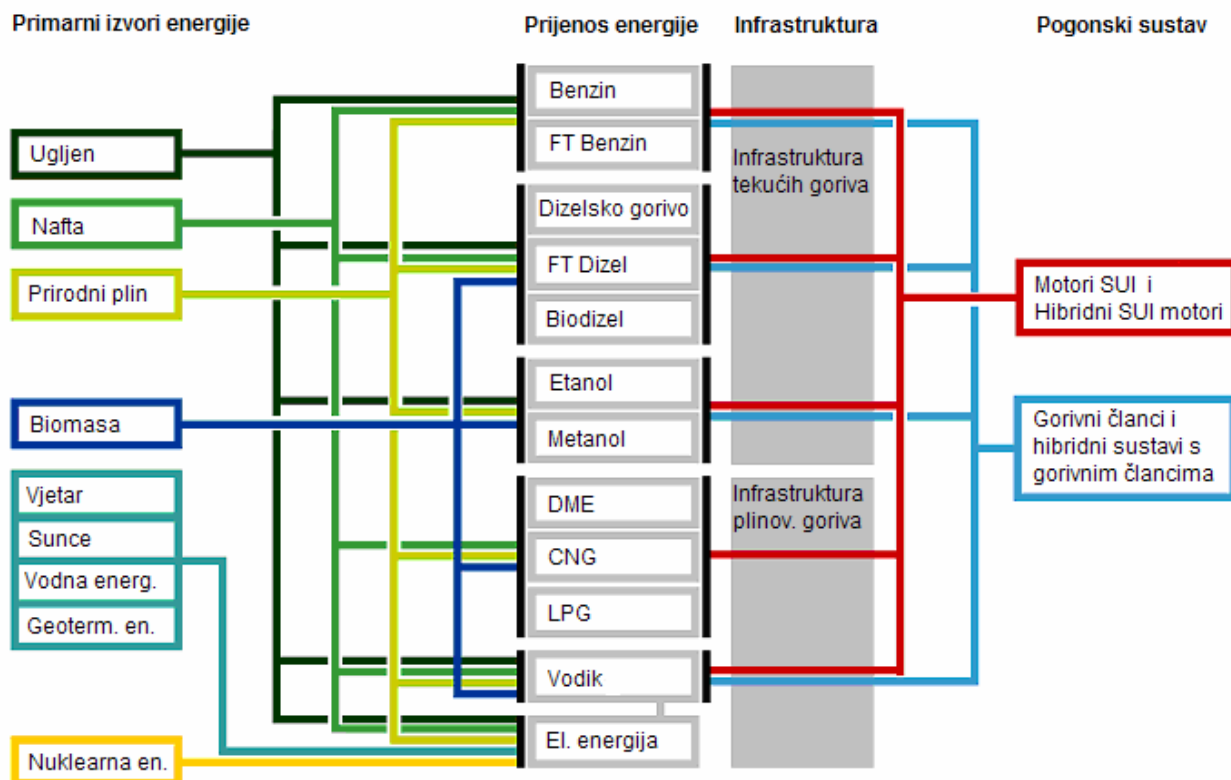 Primarni izvori energije
Prijenos energije
Infrastruktura
Pogonski sustav
Ugljen
Nafta
Prirodni plin
Biomasa
Vjetar
Sunce
Vodna energ.
Geoterm. en.
Nuklearna en.
Benzin
FT Benzin
Dizelsko gorivo
FT Dizel
Biodizel
Etanol
Metanol
DME
CNG
LPG
Vodik
El. energija
Infrastruktura
tekućih goriva
Infrastruktura
plinov. goriva
Motori SUI i
Hibridni SUI motori
Gorivni članci i
hibridni sustavi s
gorivnim člancima